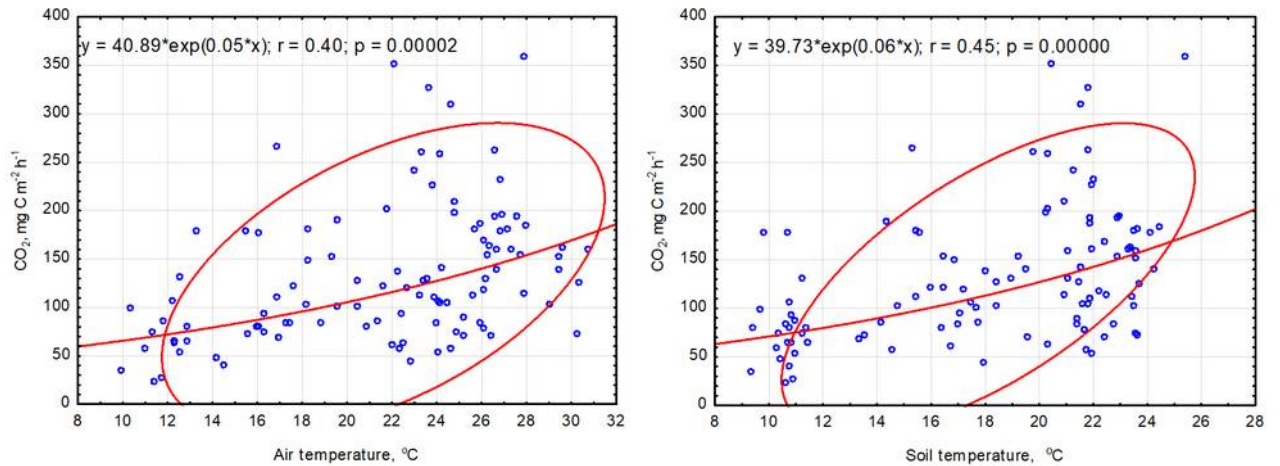 y = 40.89*exp(0.05*x); r = 0.40; p = 0.00002
CO2, mg C m-2 h-1
400
350
300
250
200
150
100
50
0
8 10 12 14 16 18 20 22 24 26 28 30 32
Air temperature, °C
y = 39.73*exp(0.06*x); r = 0.45; p = 0.00000
CO2, mg C m-2 h-1
400
350
300
250
200
150
100
50
0
8 10 12 14 16 18 20 22 24 26 28
Soil temperature, °C